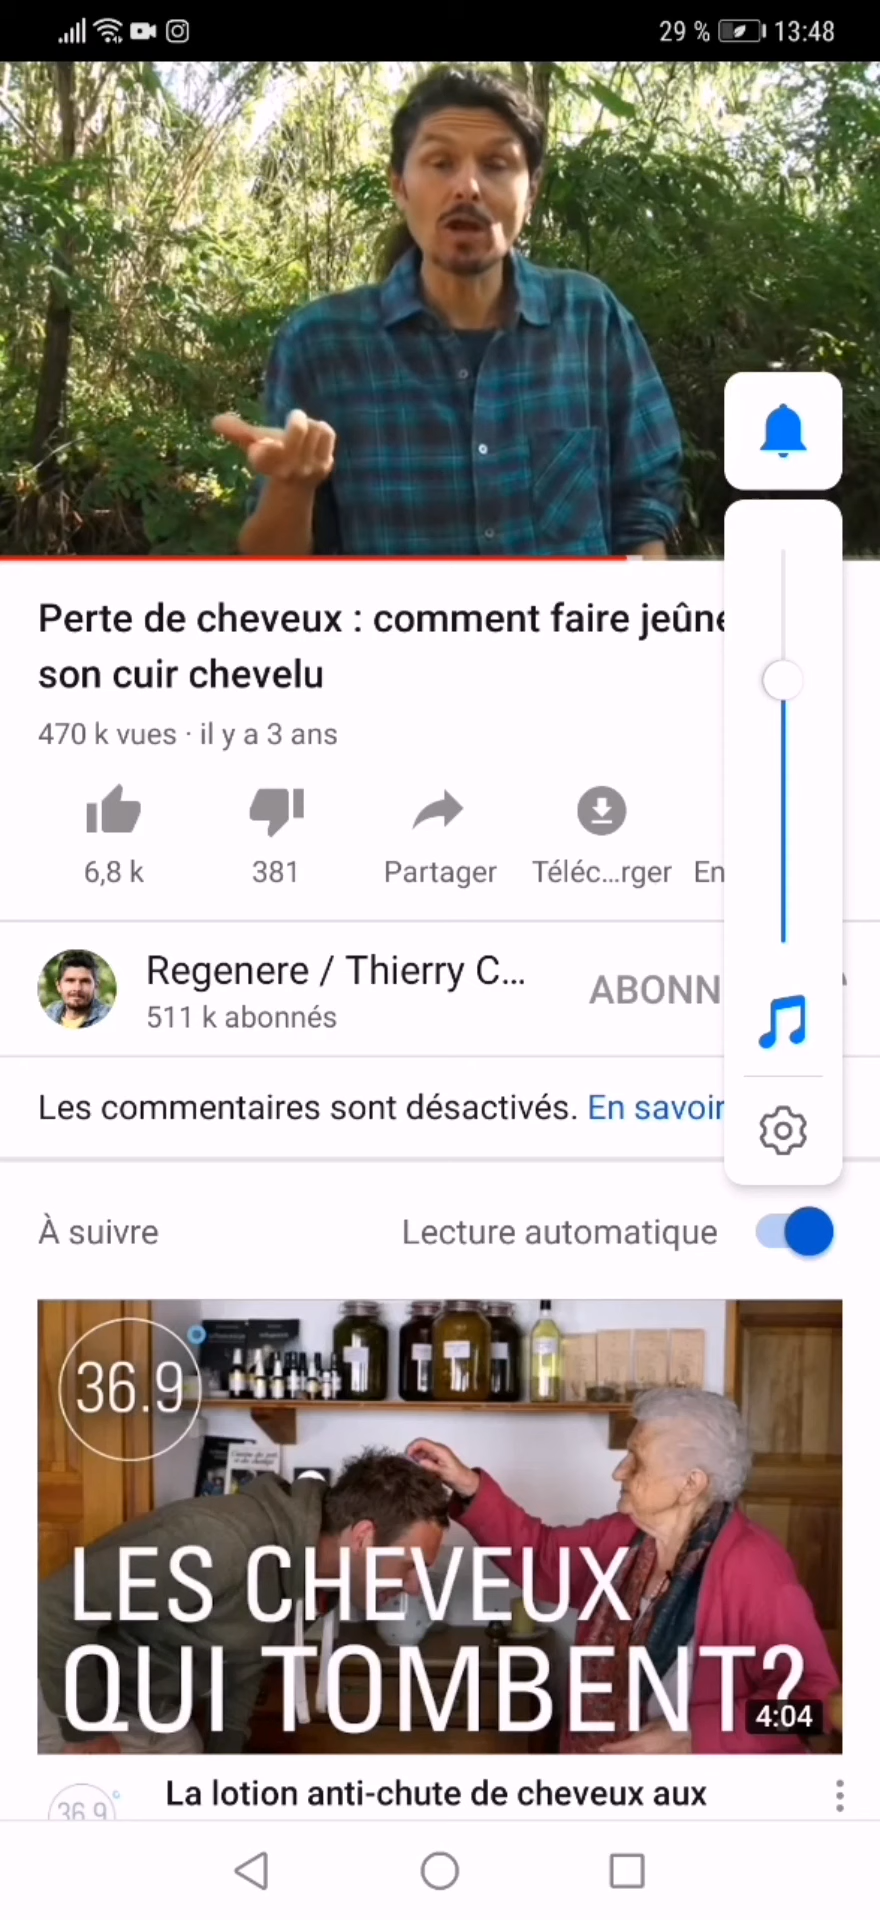 29 % 13:48
Perte de cheveux : comment faire jeûne
son cuir chevelu
470 k vues · il y a 3 ans
6,8 k 381 Partager Téléc...rger En
Regenere / Thierry C...
511 k abonnés
ABONN
Les commentaires sont désactivés. En savoir
À suivre Lecture automatique
36.9
LES CHEVEUX
QUI TOMBENT?
4:04
La lotion anti-chute de cheveux aux
36.9